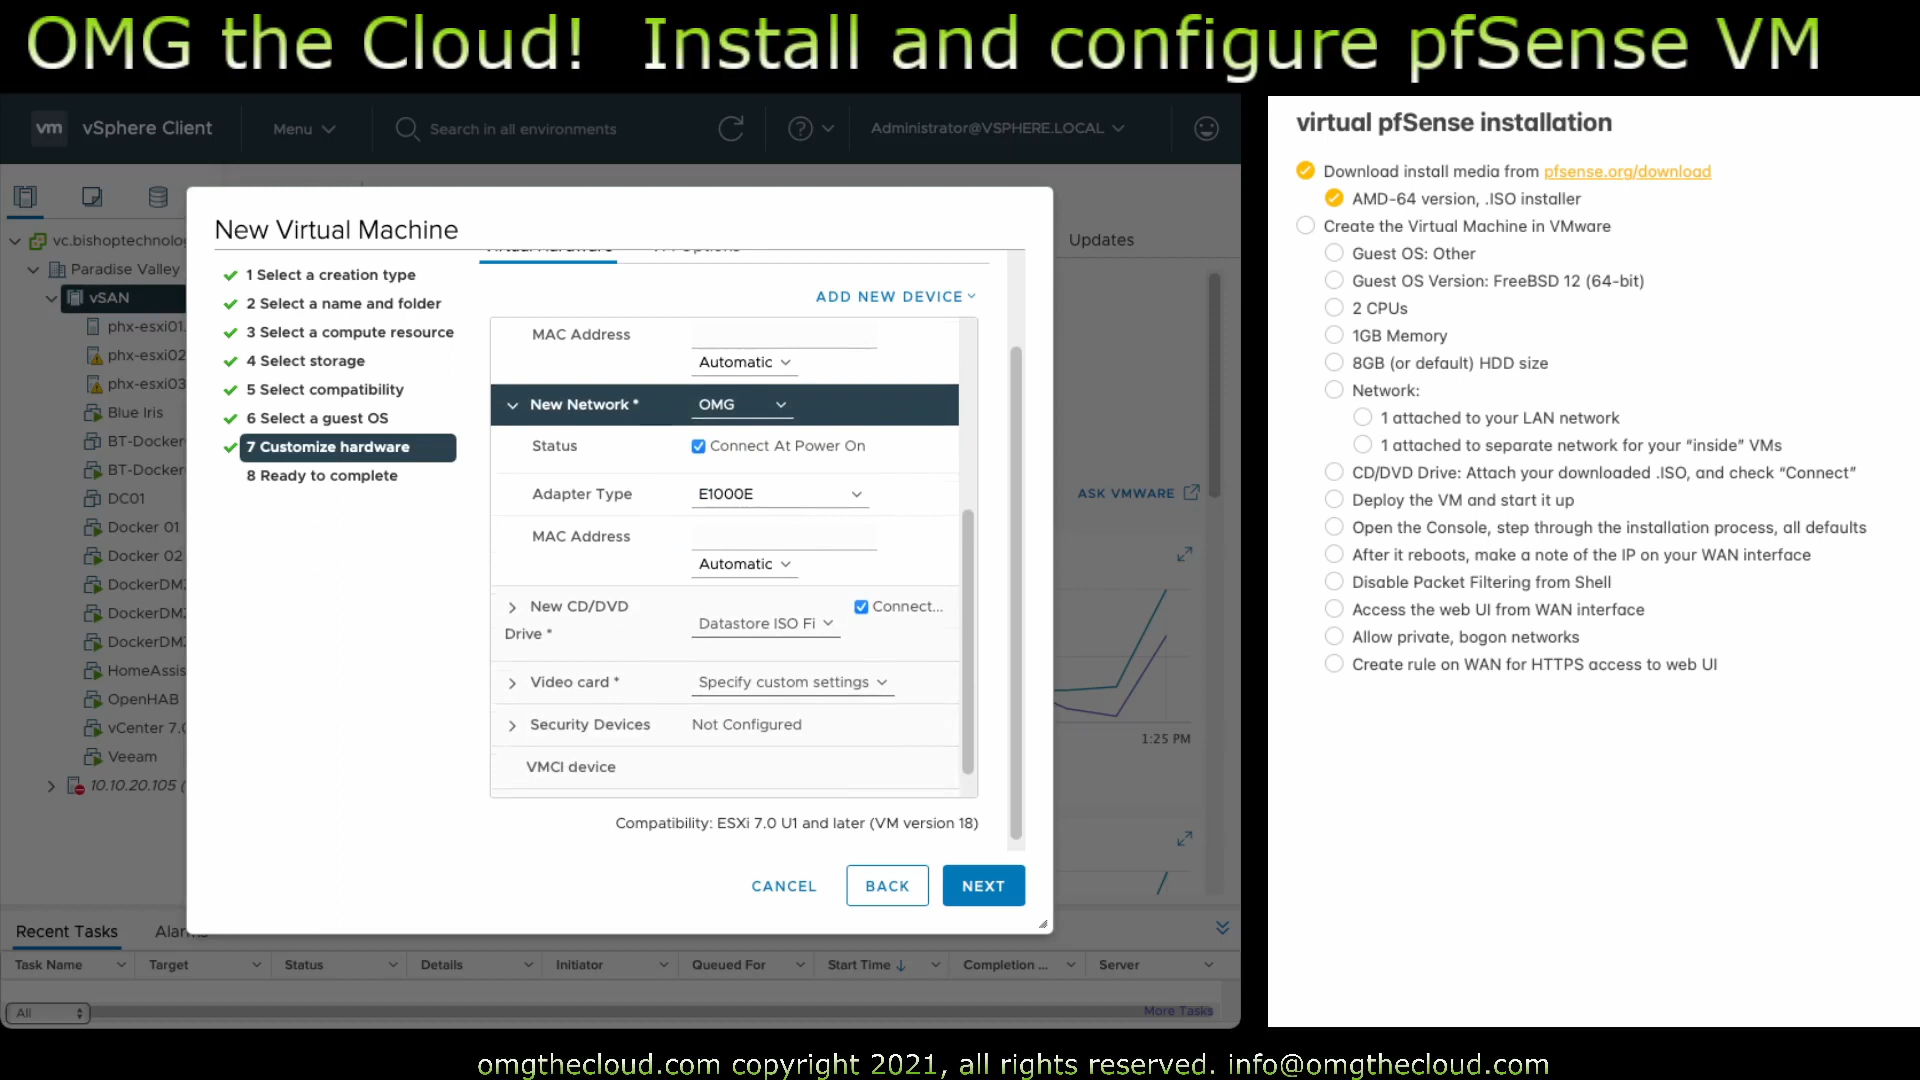 OMG the Cloud! Install and configure pfSense VM
vm vSphere Client Menu Search in all environments Administrator@VSPHERE.LOCAL
vc.bishoptechnolo
Paradise Valley
vSAN
phx-esxi01.
phx-esxi02
phx-esxi03
Blue Iris
BT-Docker
BT-Docker
DC01
Docker 01
Docker 02
DockerDM
DockerDM
DockerDM
HomeAssis
OpenHAB
vCenter 7.0
Veeam
10.10.20.105 (
Updates
ASK VMWARE
1:25 PM
New Virtual Machine
1 Select a creation type
2 Select a name and folder
3 Select a compute resource
4 Select storage
5 Select compatibility
6 Select a guest OS
7 Customize hardware
8 Ready to complete
Virtual Hardware VM Options
ADD NEW DEVICE
MAC Address
Automatic
New Network * OMG
Status Connect At Power On
Adapter Type E1000E
MAC Address
Automatic
New CD/DVD Connect...
Drive * Datastore ISO Fi
Video card * Specify custom settings
Security Devices Not Configured
VMCI device
Compatibility: ESXi 7.0 U1 and later (VM version 18)
CANCEL BACK NEXT
Recent Tasks Alarms
Task Name Target Status Details Initiator Queued For Start Time Completion ... Server
All More Tasks
virtual pfSense installation
Download install media from pfsense.org/download
AMD-64 version, .ISO installer
Create the Virtual Machine in VMware
Guest OS: Other
Guest OS Version: FreeBSD 12 (64-bit)
2 CPUs
1GB Memory
8GB (or default) HDD size
Network:
1 attached to your LAN network
1 attached to separate network for your “inside” VMs
CD/DVD Drive: Attach your downloaded .ISO, and check “Connect”
Deploy the VM and start it up
Open the Console, step through the installation process, all defaults
After it reboots, make a note of the IP on your WAN interface
Disable Packet Filtering from Shell
Access the web UI from WAN interface
Allow private, bogon networks
Create rule on WAN for HTTPS access to web UI
omgthecloud.com copyright 2021, all rights reserved. info@omgthecloud.com